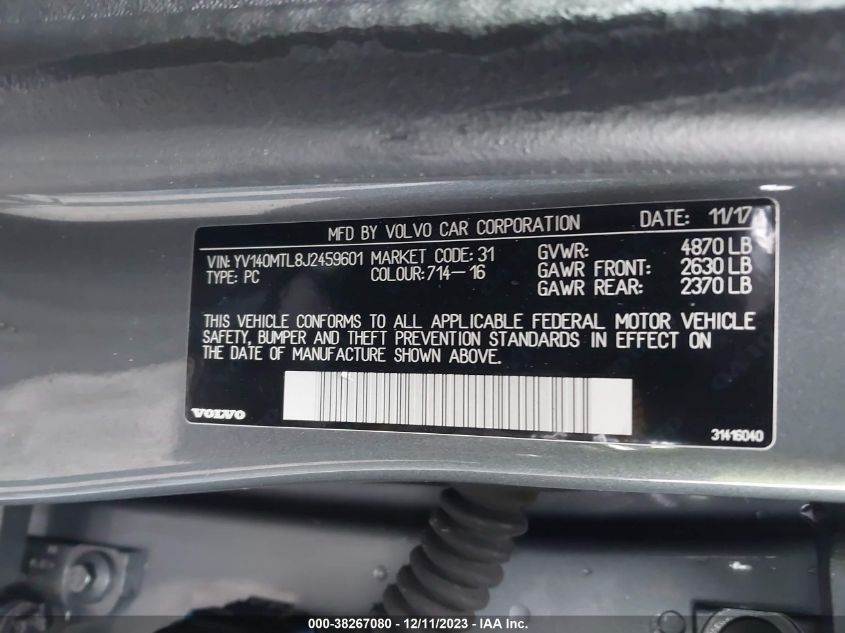 MFD BY VOLVO CAR CORPORATION DATE: 11/17
VIN: YV140MTL8J2459601 MARKET CODE: 31 GVWR: 4870 LB
TYPE: PC COLOUR: 714-16 GAWR FRONT: 2630 LB
GAWR REAR: 2370 LB
THIS VEHICLE CONFORMS TO ALL APPLICABLE FEDERAL MOTOR VEHICLE
SAFETY, BUMPER AND THEFT PREVENTION STANDARDS IN EFFECT ON
THE DATE OF MANUFACTURE SHOWN ABOVE.
VOLVO
31416040
000-38267080 - 12/11/2023 - IAA Inc.